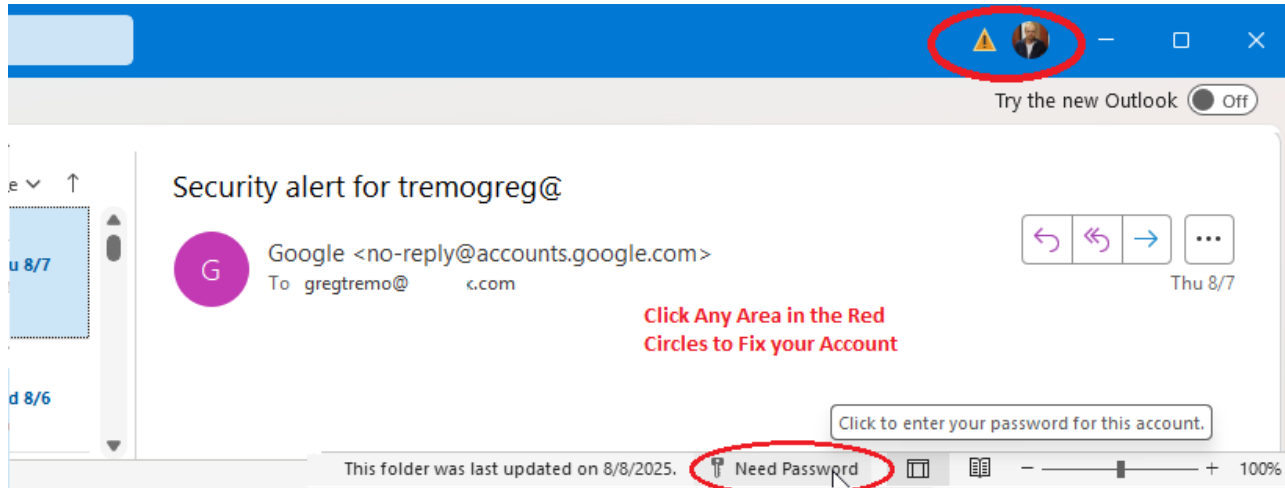 Try the new Outlook Off
Security alert for tremogreg@
G
Google <no-reply@accounts.google.com>
To gregtremo@ .com
Thu 8/7
u 8/7
Click Any Area in the Red
Circles to Fix your Account
d 8/6
Click to enter your password for this account.
This folder was last updated on 8/8/2025. Need Password 100%